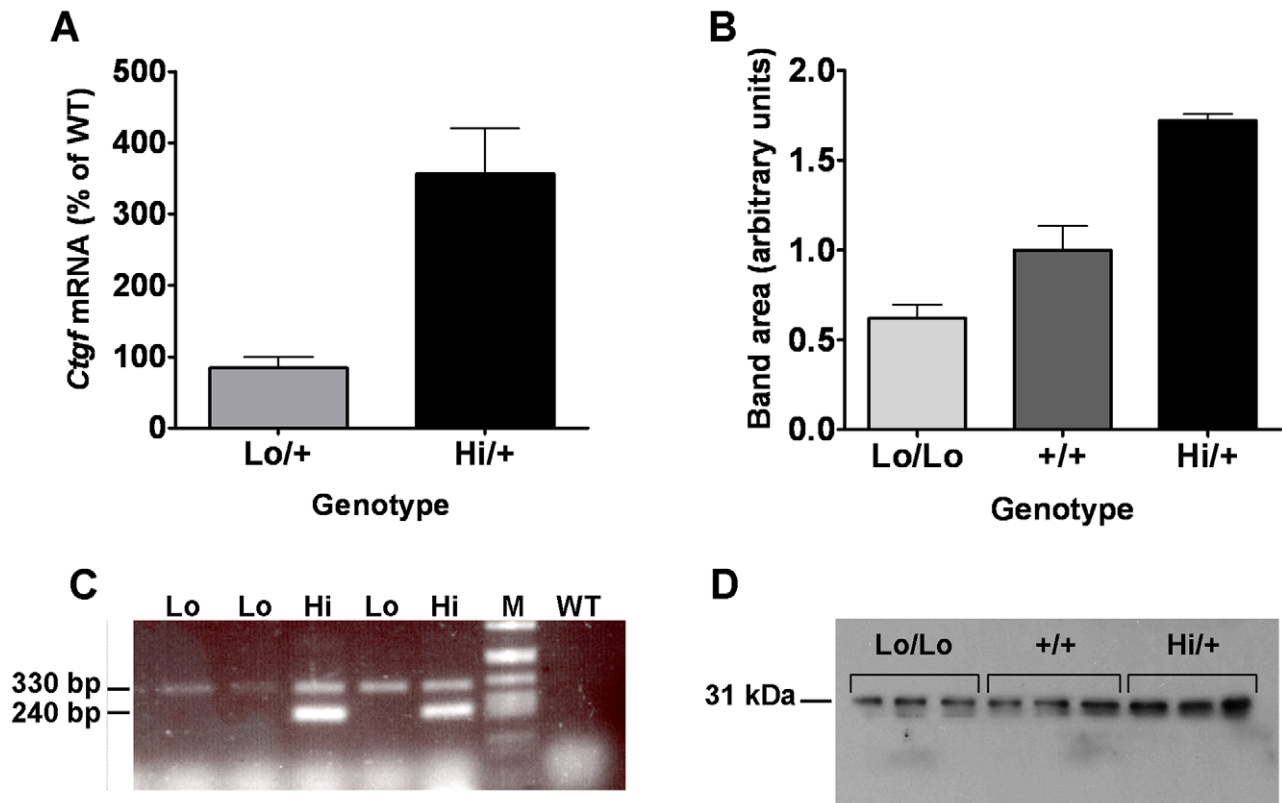 A
Ctgf mRNA (% of WT)
500
400
300
200
100
0
Lo/+ Hi/+
Genotype
B
Band area (arbitrary units)
2.0
1.5
1.0
0.5
0.0
Lo/Lo +/+ Hi/+
Genotype
C
Lo Lo Hi Lo Hi M WT
330 bp
240 bp
D
Lo/Lo +/+ Hi/+
31 kDa